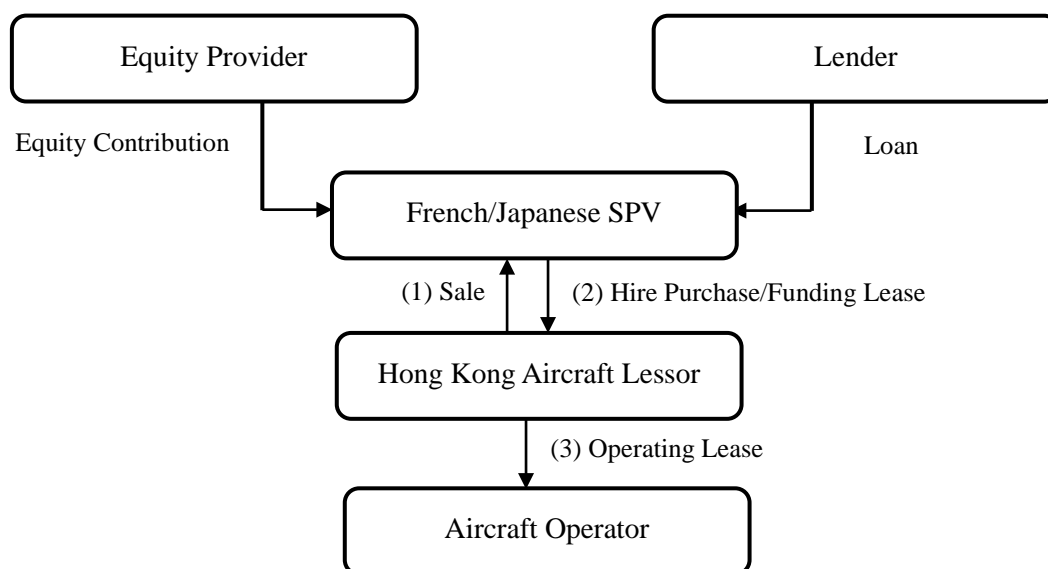 Equity Provider
Lender
Equity Contribution
Loan
French/Japanese SPV
(1) Sale
(2) Hire Purchase/Funding Lease
Hong Kong Aircraft Lessor
(3) Operating Lease
Aircraft Operator